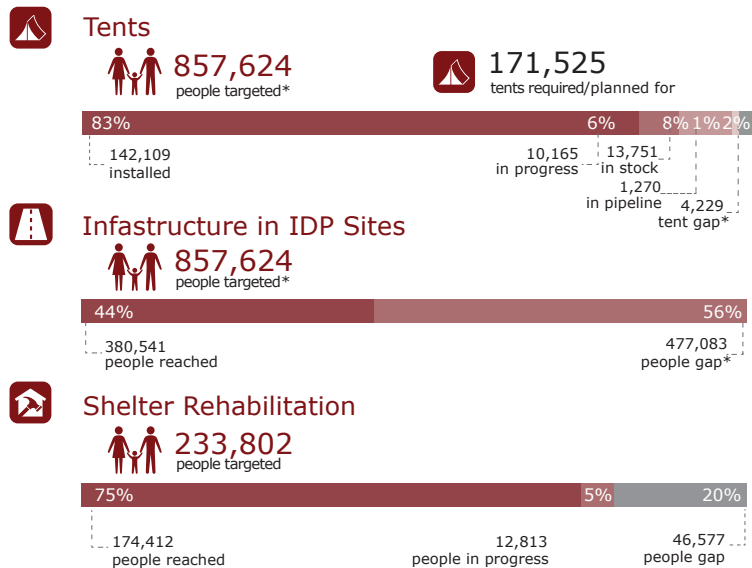 Tents
857,624
people targeted*
171,525
tents required/planned for
83% 6% 8% 1% 2%
142,109
installed
10,165
in progress
13,751
in stock
1,270
in pipeline
4,229
tent gap*
Infastructure in IDP Sites
857,624
people targeted*
44% 56%
380,541
people reached
477,083
people gap*
Shelter Rehabilitation
233,802
people targeted
75% 5% 20%
174,412
people reached
12,813
people in progress
46,577
people gap